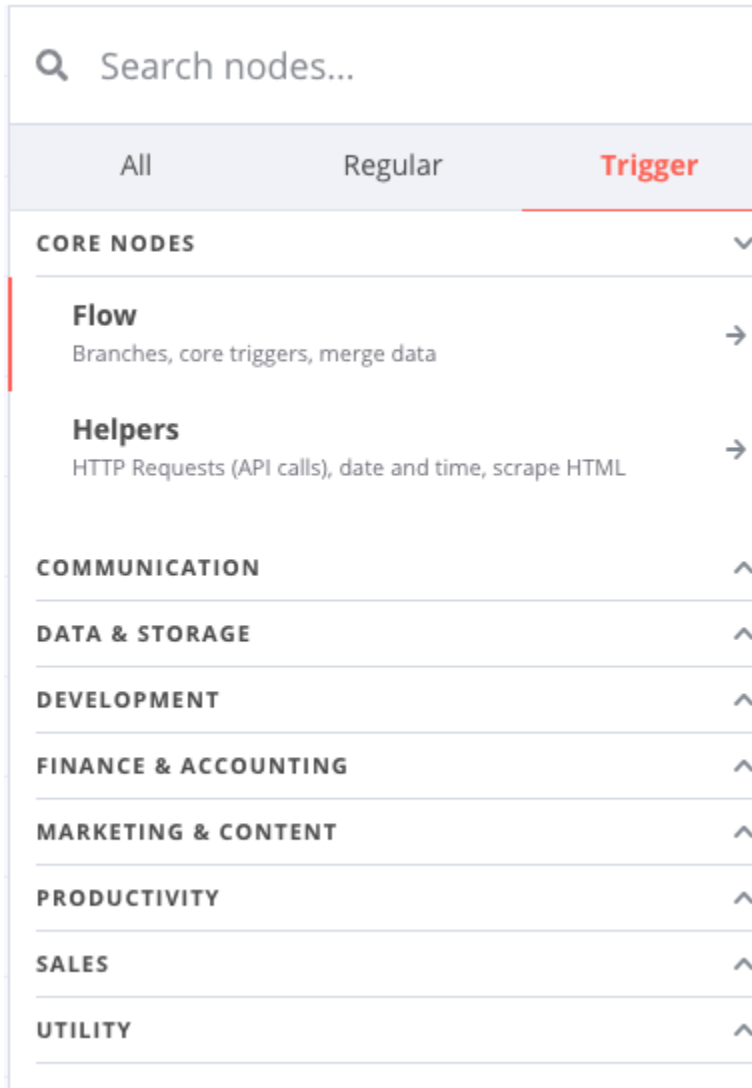 Search nodes...
All Regular Trigger
CORE NODES
Flow
Branches, core triggers, merge data
Helpers
HTTP Requests (API calls), date and time, scrape HTML
COMMUNICATION
DATA & STORAGE
DEVELOPMENT
FINANCE & ACCOUNTING
MARKETING & CONTENT
PRODUCTIVITY
SALES
UTILITY